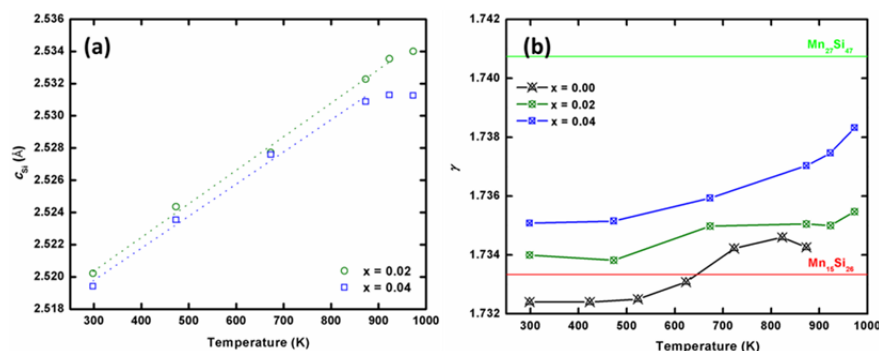 (a)
2.536
2.534
2.532
2.530
2.528
2.526
2.524
2.522
2.520
2.518
c_Si (Å)
x = 0.02
x = 0.04
300 400 500 600 700 800 900 1000
Temperature (K)
(b)
1.742
1.740
1.738
1.736
1.734
1.732
γ
Mn27Si47
x = 0.00
x = 0.02
x = 0.04
Mn15Si26
300 400 500 600 700 800 900 1000
Temperature (K)